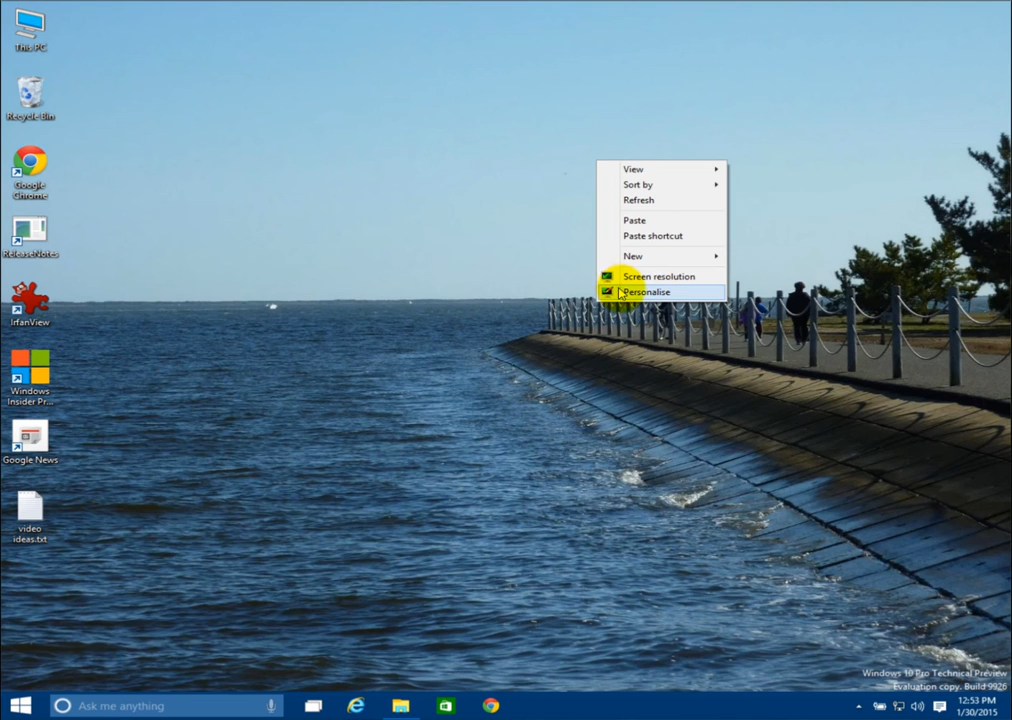 This PC
Recycle Bin
Google
Chrome
ReleaseNotes
IrfanView
Windows
Insider Pr...
Google News
video
ideas.txt
View
Sort by
Refresh
Paste
Paste shortcut
New
Screen resolution
Personalise
Windows 10 Pro Technical Preview
Evaluation copy. Build 9926
Ask me anything
12:53 PM
1/30/2015